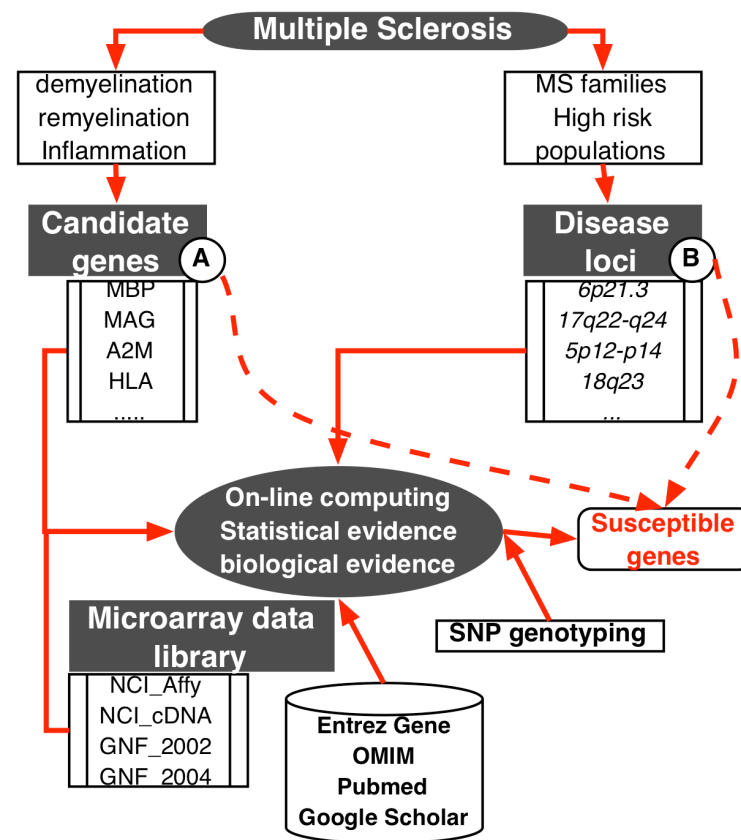 Multiple Sclerosis
demyelination
remyelination
Inflammation
MS families
High risk
populations
Candidate
genes
A
Disease
loci
B
MBP
MAG
A2M
HLA
.....
6p21.3
17q22-q24
5p12-p14
18q23
...
On-line computing
Statistical evidence
biological evidence
Susceptible
genes
SNP genotyping
Microarray data
library
NCI_Affy
NCI_cDNA
GNF_2002
GNF_2004
Entrez Gene
OMIM
Pubmed
Google Scholar